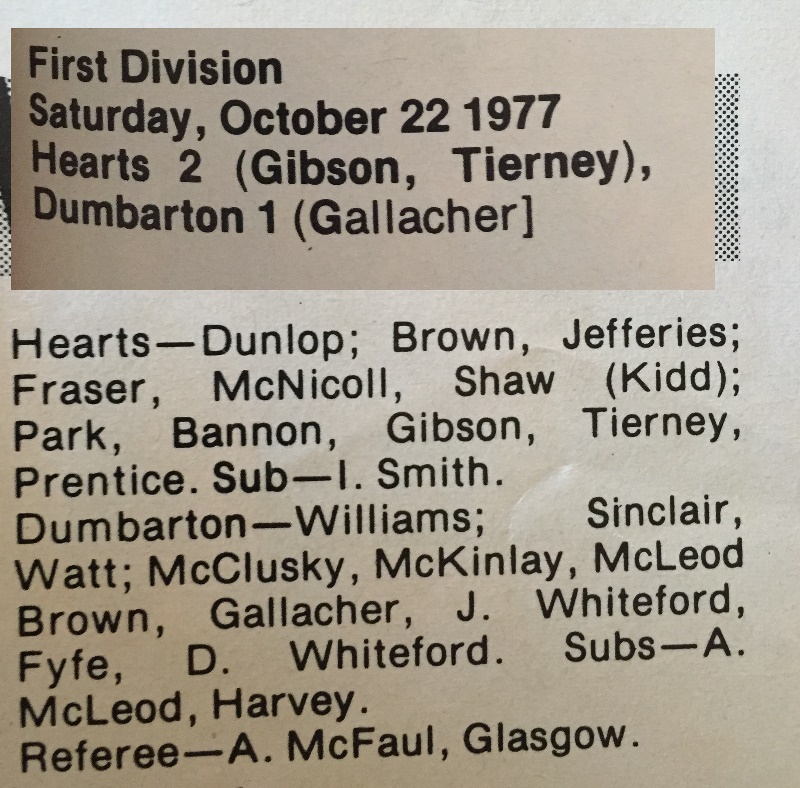 First Division
Saturday, October 22 1977
Hearts 2 (Gibson, Tierney),
Dumbarton 1 (Gallacher]
Hearts—Dunlop; Brown, Jefferies;
Fraser, McNicoll, Shaw (Kidd);
Park, Bannon, Gibson, Tierney,
Prentice. Sub—I. Smith.
Dumbarton—Williams; Sinclair,
Watt; McClusky, McKinlay, McLeod
Brown, Gallacher, J. Whiteford,
Fyfe, D. Whiteford. Subs—A.
McLeod, Harvey.
Referee—A. McFaul, Glasgow.